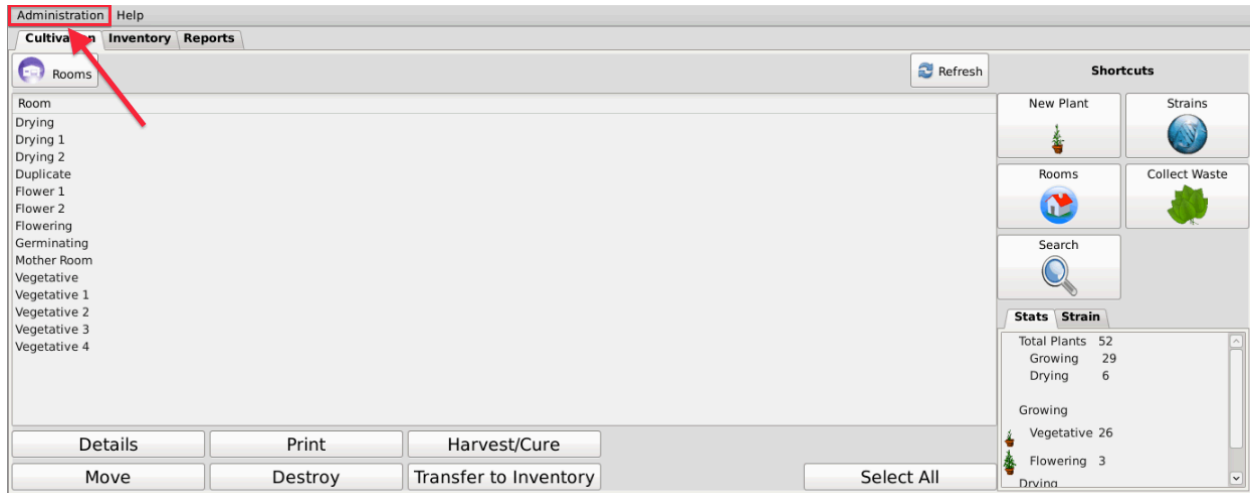 Administration Help
Cultivation Inventory Reports
Rooms Refresh Shortcuts
Room
Drying
Drying 1
Drying 2
Duplicate
Flower 1
Flower 2
Flowering
Germinating
Mother Room
Vegetative
Vegetative 1
Vegetative 2
Vegetative 3
Vegetative 4
New Plant Strains
Rooms Collect Waste
Search
Stats Strain
Total Plants 52
Growing 29
Drying 6
Growing
Vegetative 26
Flowering 3
Drying
Details Print Harvest/Cure
Move Destroy Transfer to Inventory Select All